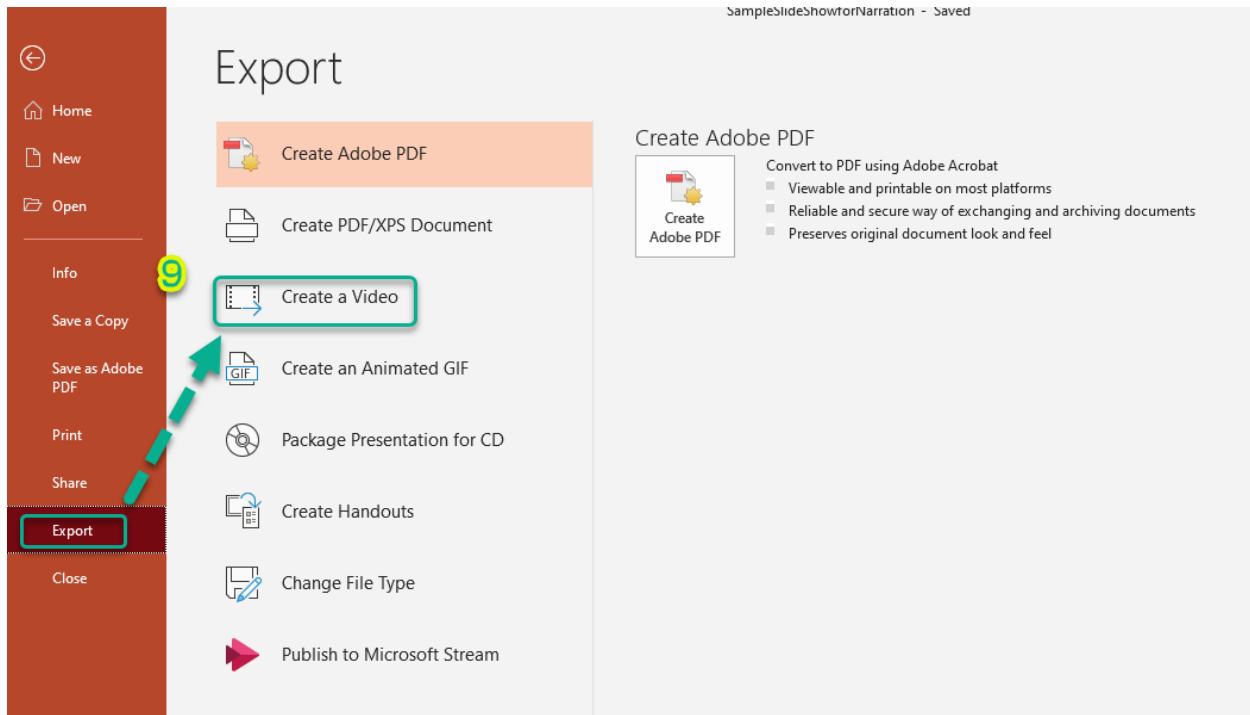 SampleSlideShowforNarration - Saved
Export
Home
New
Open
Info
Save a Copy
Save as Adobe
PDF
Print
Share
Export
Close
9
Create Adobe PDF
Create PDF/XPS Document
Create a Video
GIF
Create an Animated GIF
Package Presentation for CD
Create Handouts
Change File Type
Publish to Microsoft Stream
Create Adobe PDF
Create
Adobe PDF
Convert to PDF using Adobe Acrobat
Viewable and printable on most platforms
Reliable and secure way of exchanging and archiving documents
Preserves original document look and feel